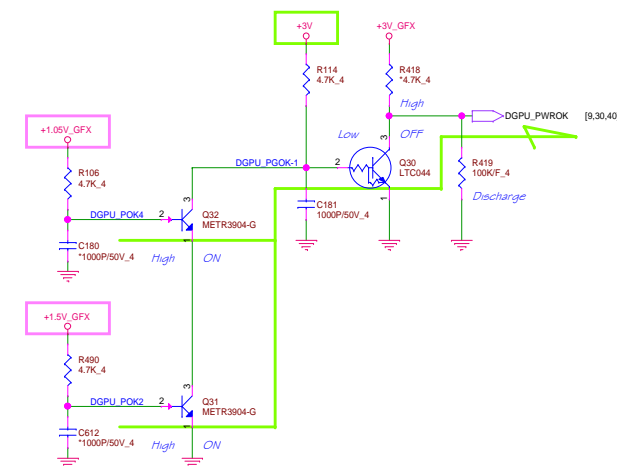 +3V
+3V_GFX
R114
4.7K_4
R418
*4.7K_4
High
DGPU_PWROK
[9,30,40
+1.05V_GFX
Low
3
OFF
R106
4.7K_4
DGPU_PGOK-1
2
Q30
LTC044
R419
100K/F_4
1
Discharge
3
C181
1000P/50V_4
DGPU_POK4
2
Q32
METR3904-G
1
C180
*1000P/50V_4
High
ON
+1.5V_GFX
R490
4.7K_4
3
DGPU_POK2
2
Q31
METR3904-G
1
C612
*1000P/50V_4
High
ON